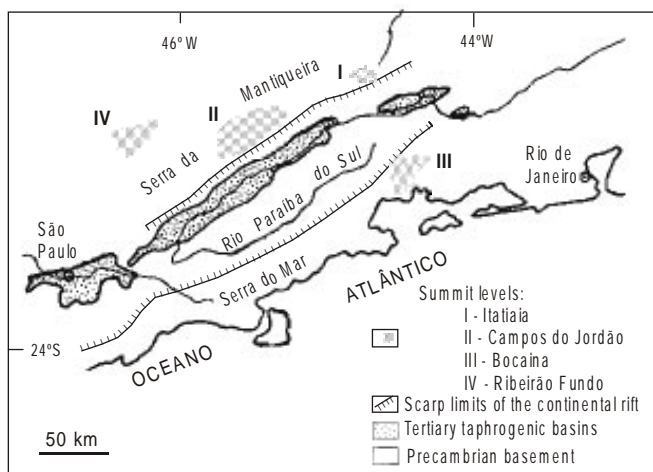 46°W
44°W
I
Mantiqueira
II
IV
Serra da
III
Rio de
Janeiro
Rio Paraíba do Sul
São
Paulo
Serra do Mar
ATLÂNTICO
OCEANO
24°S
50 km
Summit levels:
I - Itatiaia
II - Campos do Jordão
III - Bocaina
IV - Ribeirão Fundo
Scarp limits of the continental rift
Tertiary taphrogenic basins
Precambrian basement